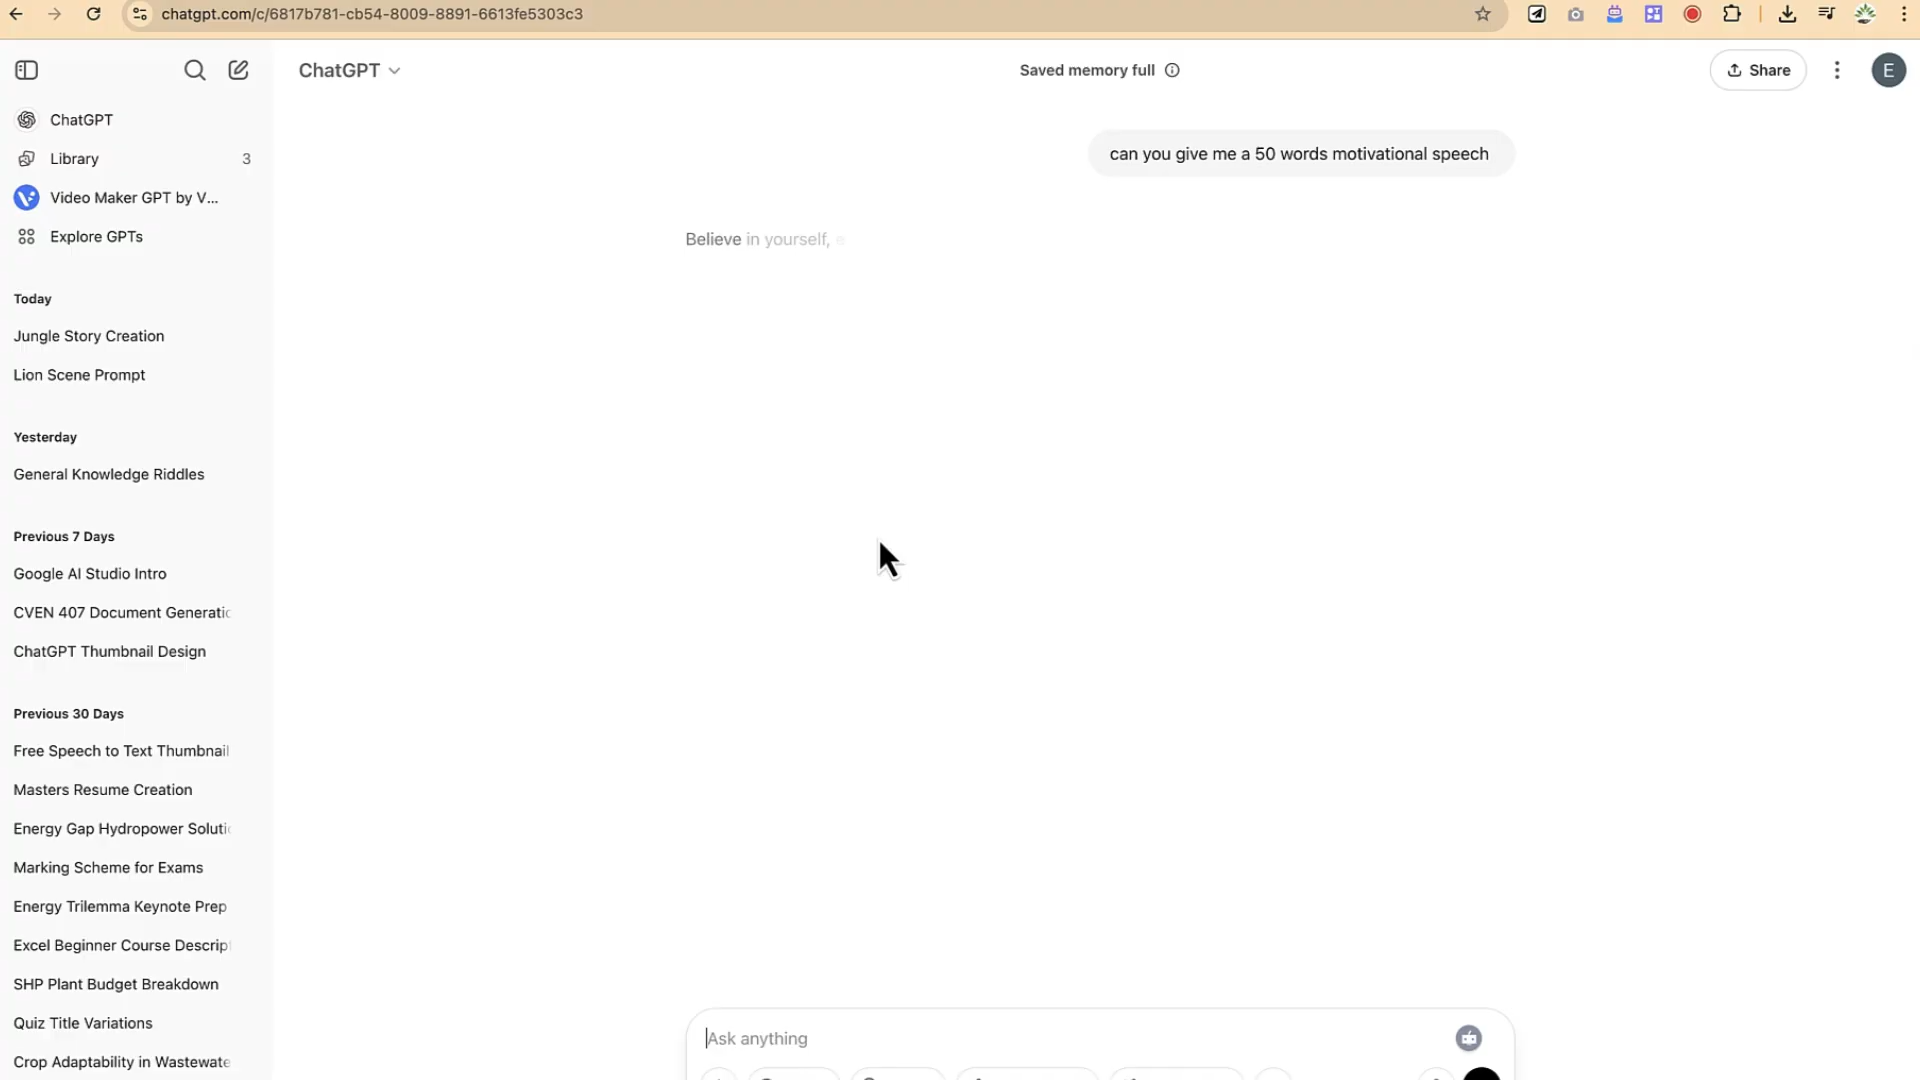 chatgpt.com/c/6817b781-cb54-8009-8891-6613fe5303c3
ChatGPT
Saved memory full
Share
E
ChatGPT
Library 3
Video Maker GPT by V...
Explore GPTs
can you give me a 50 words motivational speech
Believe in yourself, e
Today
Jungle Story Creation
Lion Scene Prompt
Yesterday
General Knowledge Riddles
Previous 7 Days
Google AI Studio Intro
CVEN 407 Document Generatio
ChatGPT Thumbnail Design
Previous 30 Days
Free Speech to Text Thumbnail
Masters Resume Creation
Energy Gap Hydropower Solutio
Marking Scheme for Exams
Energy Trilemma Keynote Prep
Excel Beginner Course Descript
SHP Plant Budget Breakdown
Quiz Title Variations
Crop Adaptability in Wastewate
Ask anything